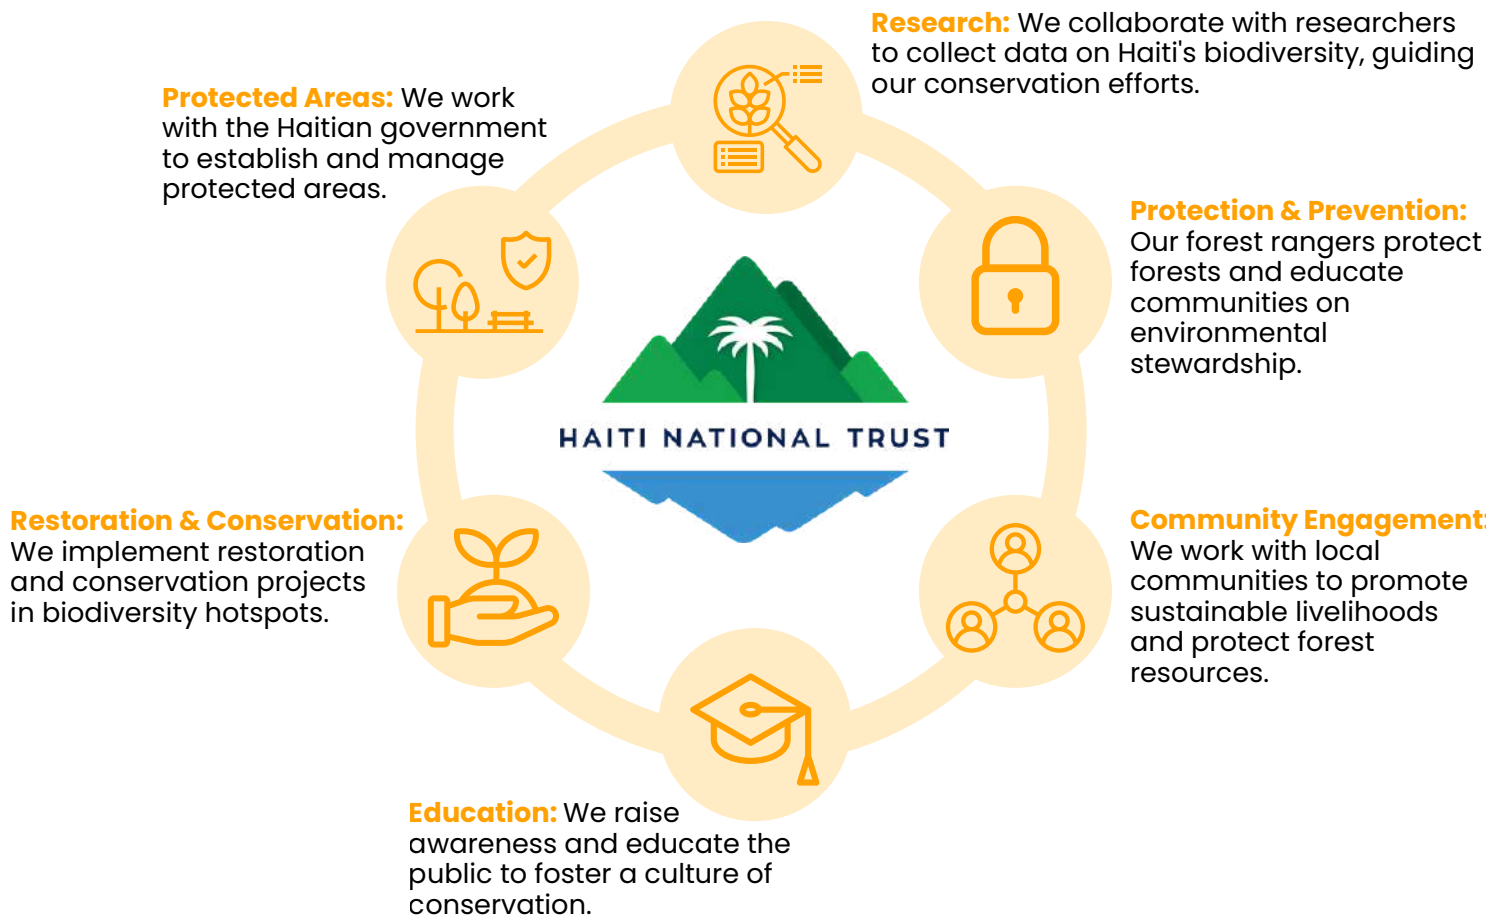 Research: We collaborate with researchers
to collect data on Haiti's biodiversity, guiding
our conservation efforts.
Protected Areas: We work
with the Haitian government
to establish and manage
protected areas.
Protection & Prevention:
Our forest rangers protect
forests and educate
communities on
environmental
stewardship.
HAITI NATIONAL TRUST
Restoration & Conservation:
We implement restoration
and conservation projects
in biodiversity hotspots.
Community Engagement:
We work with local
communities to promote
sustainable livelihoods
and protect forest
resources.
Education: We raise
awareness and educate the
public to foster a culture of
conservation.